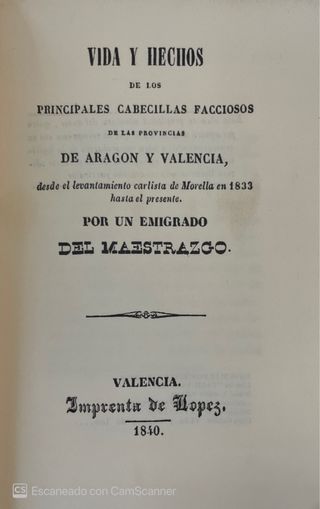 VIDA Y HECHOS
DE LOS
PRINCIPALES CABECILLAS FACCIOSOS
DE LAS PROVINCIAS
DE ARAGON Y VALENCIA,
desde el levantamiento carlista de Morella en 1833
hasta el presente.
POR UN EMIGRADO
DEL MAESTRAZGO.
VALENCIA.
Imprenta de Lopez.
1840.
CS Escaneado con CamScanner